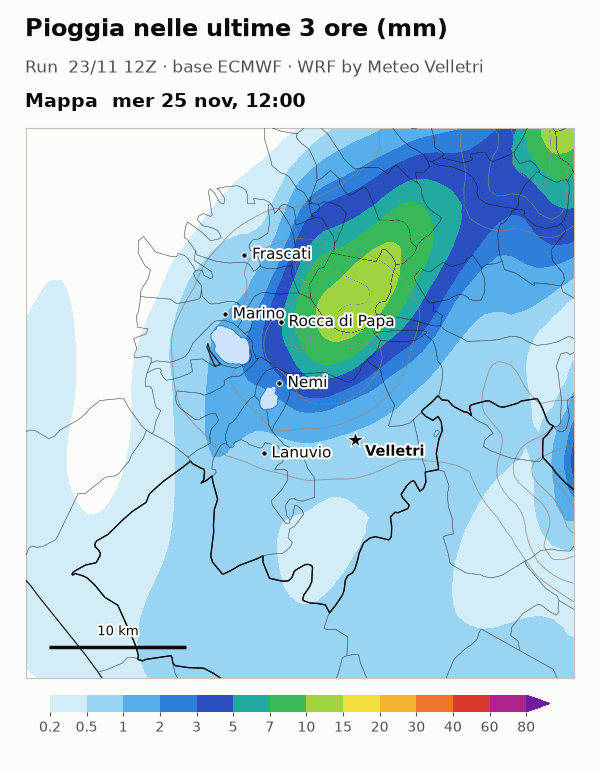 Pioggia nelle ultime 3 ore (mm)
Run  23/11 12Z · base ECMWF · WRF by Meteo Velletri
Mappa  mer 25 nov, 12:00
Frascati
Marino
Rocca di Papa
Nemi
Velletri
Lanuvio
10 km
0.2 0.5 1 2 3 5 7 10 15 20 30 40 60 80